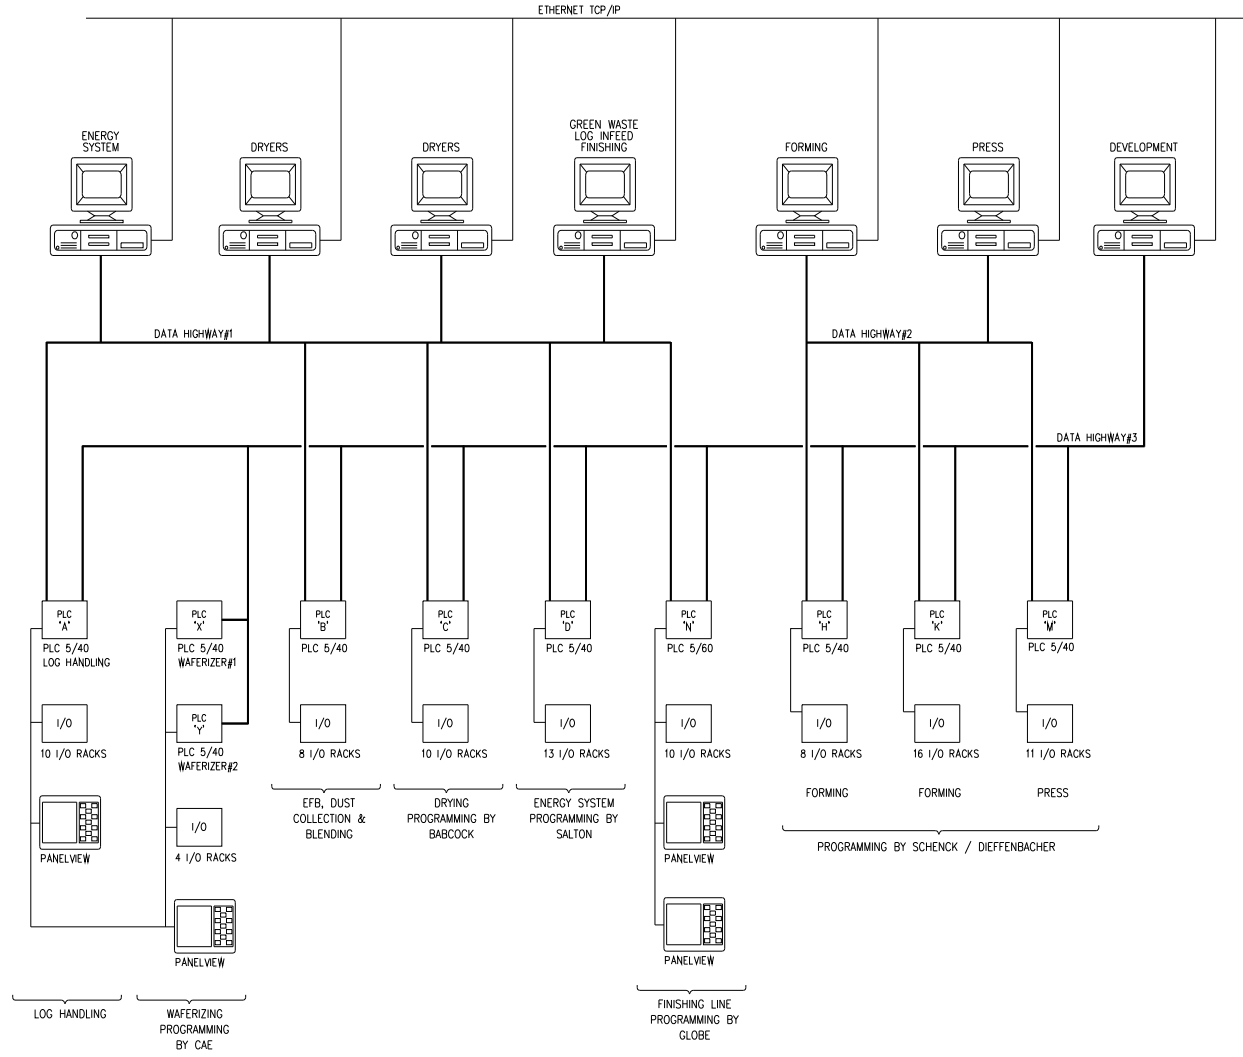 ETHERNET TCP/IP
ENERGY
SYSTEM
DRYERS
DRYERS
GREEN WASTE
LOG INFEED
FINISHING
FORMING
PRESS
DEVELOPMENT
DATA HIGHWAY#1
DATA HIGHWAY#2
DATA HIGHWAY#3
PLC
'A'
PLC 5/40
LOG HANDLING
PLC
'X'
PLC 5/40
WAFERIZER#1
PLC
'B'
PLC 5/40
PLC
'C'
PLC 5/40
PLC
'D'
PLC 5/40
PLC
'N'
PLC 5/60
PLC
'H'
PLC 5/40
PLC
'K'
PLC 5/40
PLC
'M'
PLC 5/40
I/O
10 I/O RACKS
PLC
'Y'
PLC 5/40
WAFERIZER#2
I/O
8 I/O RACKS
I/O
10 I/O RACKS
I/O
13 I/O RACKS
I/O
10 I/O RACKS
I/O
8 I/O RACKS
I/O
16 I/O RACKS
I/O
11 I/O RACKS
FORMING
FORMING
PRESS
PANELVIEW
I/O
4 I/O RACKS
EFB, DUST
COLLECTION &
BLENDING
DRYING
PROGRAMMING BY
BABCOCK
ENERGY SYSTEM
PROGRAMMING BY
SALTON
PANELVIEW
PROGRAMMING BY SCHENCK / DIEFFENBACHER
PANELVIEW
PANELVIEW
LOG HANDLING
WAFERIZING
PROGRAMMING
BY CAE
FINISHING LINE
PROGRAMMING BY
GLOBE